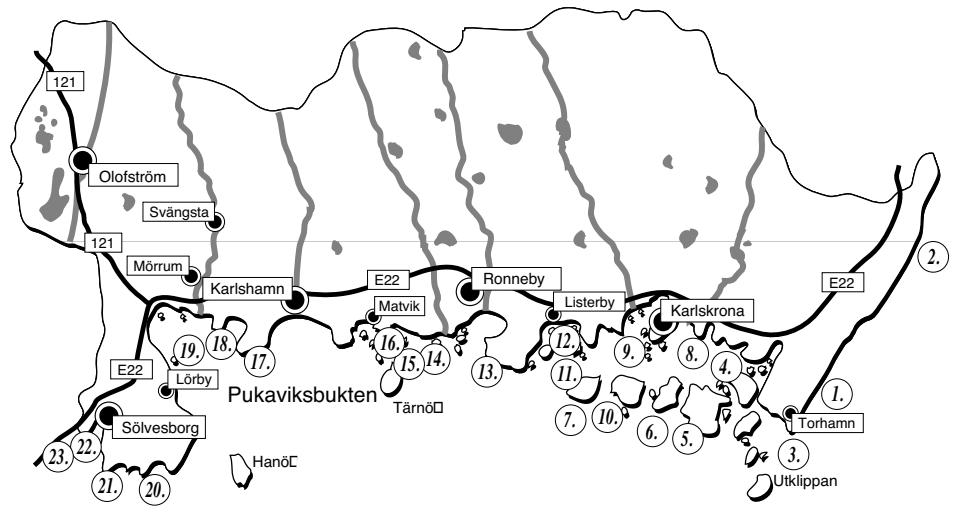 121
Olofström
Svängsta
121
2.
Mörrum
Karlshamn
E22
Ronneby
E22
Matvik
Listerby
Karlskrona
19.
18.
17.
16.
15.
14.
13.
12.
9.
8.
4.
E22
Lörby
Pukaviksbukten
Tärnö
11.
7.
10.
6.
5.
1.
Torhamn
Sölvesborg
23.
22.
3.
Hanö
Utklippan
21.
20.